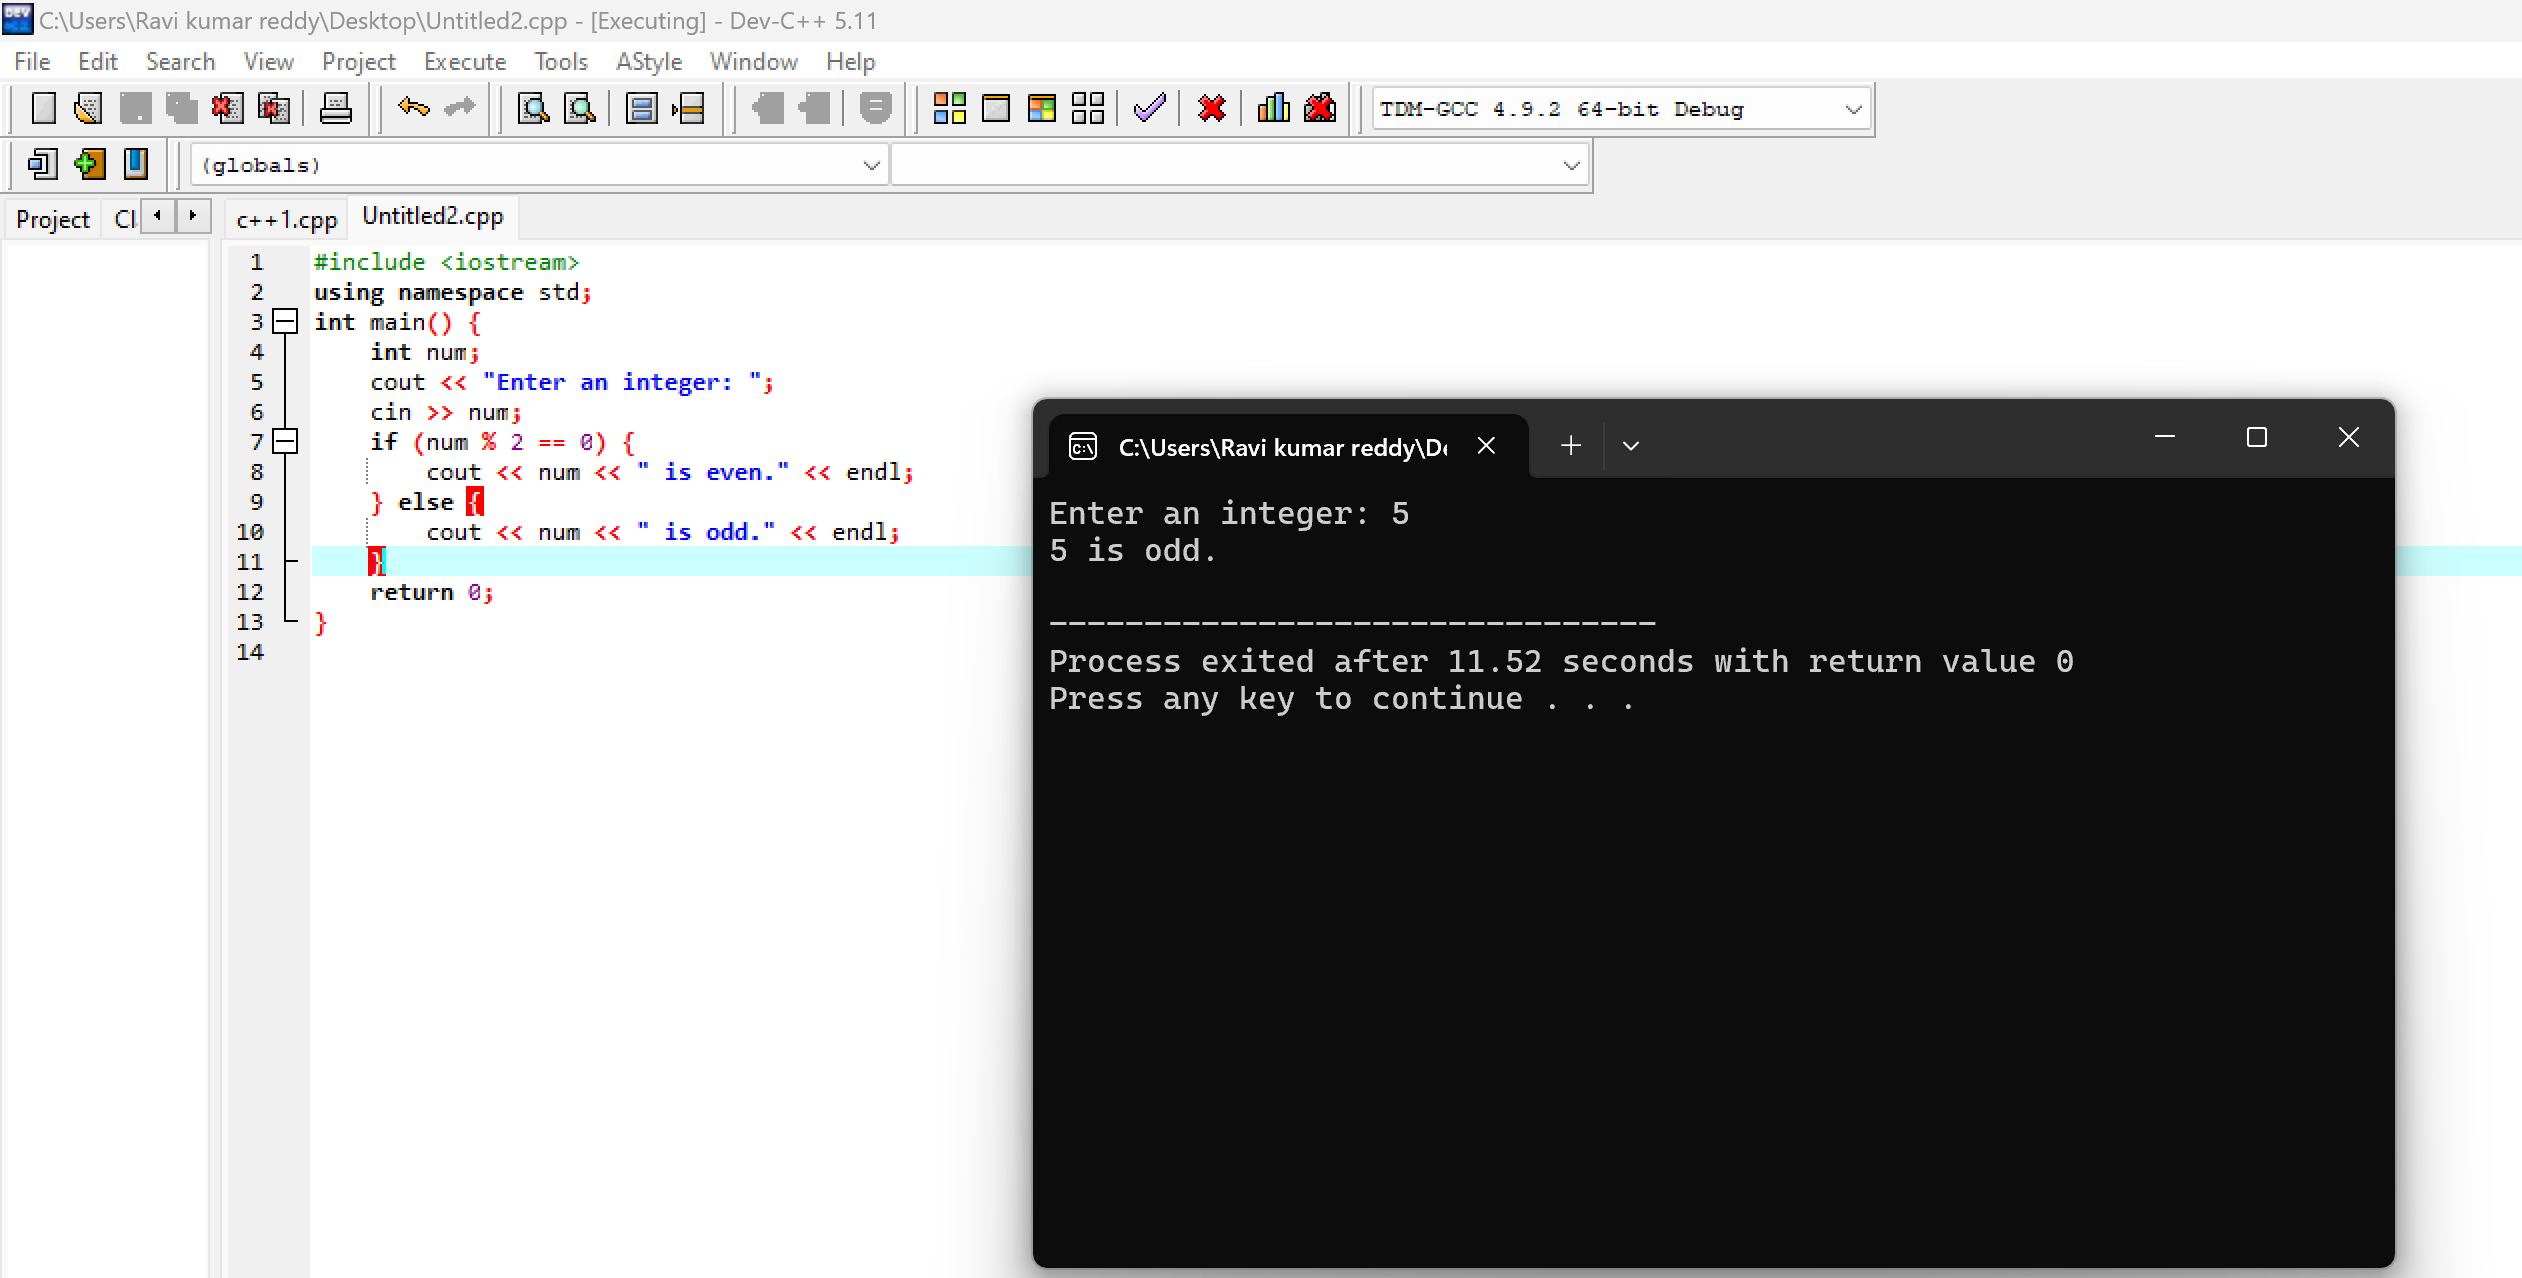 C:\Users\Ravi kumar reddy\Desktop\Untitled2.cpp - [Executing] - Dev-C++ 5.11
File Edit Search View Project Execute Tools AStyle Window Help
TDM-GCC 4.9.2 64-bit Debug
(globals)
Project Cl c++1.cpp Untitled2.cpp
1 #include <iostream>
2 using namespace std;
3 int main() {
4     int num;
5     cout << "Enter an integer: ";
6     cin >> num;
7     if (num % 2 == 0) {
8         cout << num << " is even." << endl;
9     } else {
10         cout << num << " is odd." << endl;
11     }
12     return 0;
13 }
14
C:\Users\Ravi kumar reddy\De
Enter an integer: 5
5 is odd.
--------------------------------
Process exited after 11.52 seconds with return value 0
Press any key to continue . . .